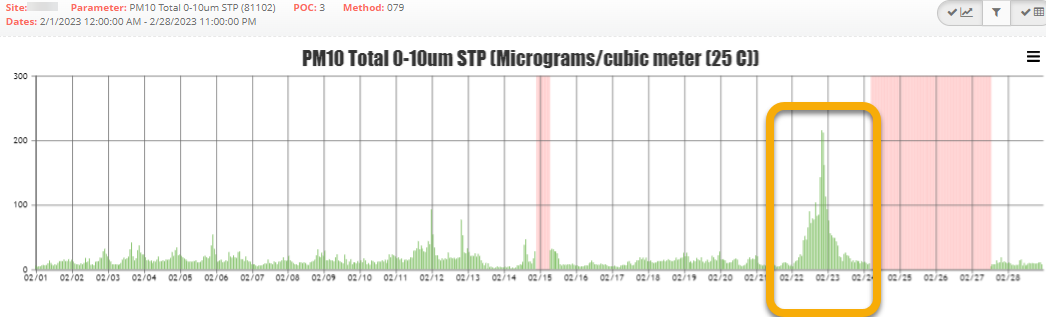 Site: Parameter: PM10 Total 0-10um STP (81102) POC: 3 Method: 079
Dates: 2/1/2023 12:00:00 AM - 2/28/2023 11:00:00 PM
PM10 Total 0-10um STP (Micrograms/cubic meter (25 C))
300
200
100
0
02/01 02/02 02/03 02/04 02/05 02/06 02/07 02/08 02/09 02/10 02/11 02/12 02/13 02/14 02/15 02/16 02/17 02/18 02/19 02/20 02/21 02/22 02/23 02/24 02/25 02/26 02/27 02/28